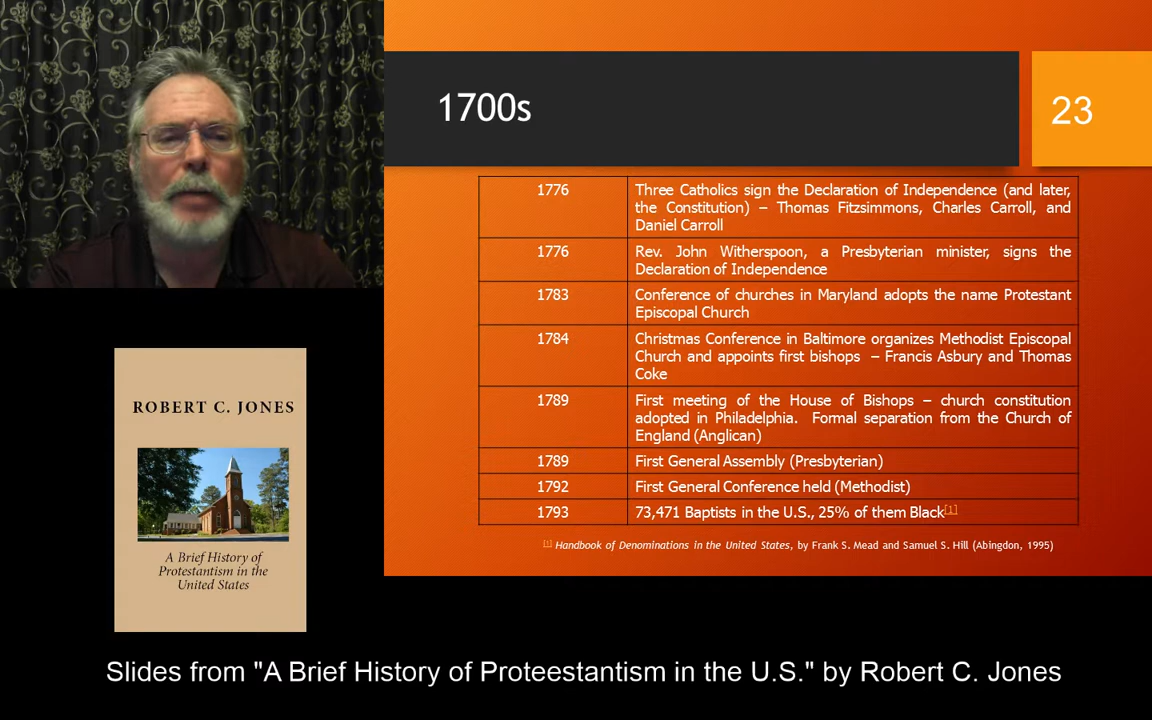 1700s
23
1776
Three Catholics sign the Declaration of Independence (and later,
the Constitution) – Thomas Fitzsimmons, Charles Carroll, and
Daniel Carroll
1776
Rev. John Witherspoon, a Presbyterian minister, signs the
Declaration of Independence
1783
Conference of churches in Maryland adopts the name Protestant
Episcopal Church
1784
Christmas Conference in Baltimore organizes Methodist Episcopal
Church and appoints first bishops – Francis Asbury and Thomas
Coke
1789
First meeting of the House of Bishops – church constitution
adopted in Philadelphia. Formal separation from the Church of
England (Anglican)
1789
First General Assembly (Presbyterian)
1792
First General Conference held (Methodist)
1793
73,471 Baptists in the U.S., 25% of them Black[1]
[1] Handbook of Denominations in the United States, by Frank S. Mead and Samuel S. Hill (Abingdon, 1995)
ROBERT C. JONES
A Brief History of
Protestantism in the
United States
Slides from "A Brief History of Proteestantism in the U.S." by Robert C. Jones